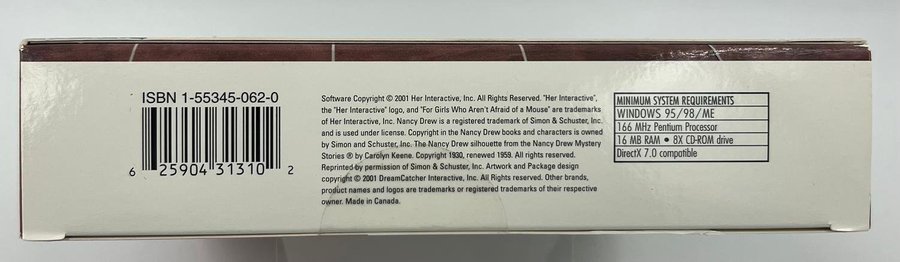 ISBN 1-55345-062-0
6 25904 31310 2
Software Copyright © 2001 Her Interactive, Inc. All Rights Reserved. "Her Interactive",
the "Her Interactive" logo, and "For Girls Who Aren't Afraid of a Mouse" are trademarks
of Her Interactive, Inc. Nancy Drew is a registered trademark of Simon & Schuster, Inc.
and is used under license. Copyright in the Nancy Drew books and characters is owned
by Simon and Schuster, Inc. The Nancy Drew silhouette from the Nancy Drew Mystery
Stories ® by Carolyn Keene. Copyright 1930, renewed 1959. All rights reserved.
Reprinted by permission of Simon & Schuster, Inc. Artwork and Package design
copyright © 2001 DreamCatcher Interactive, Inc. All Rights Reserved. Other brands,
product names and logos are trademarks or registered trademarks of their respective
owner. Made in Canada.
MINIMUM SYSTEM REQUIREMENTS
WINDOWS 95/98/ME
166 MHz Pentium Processor
16 MB RAM • 8X CD-ROM drive
DirectX 7.0 compatible